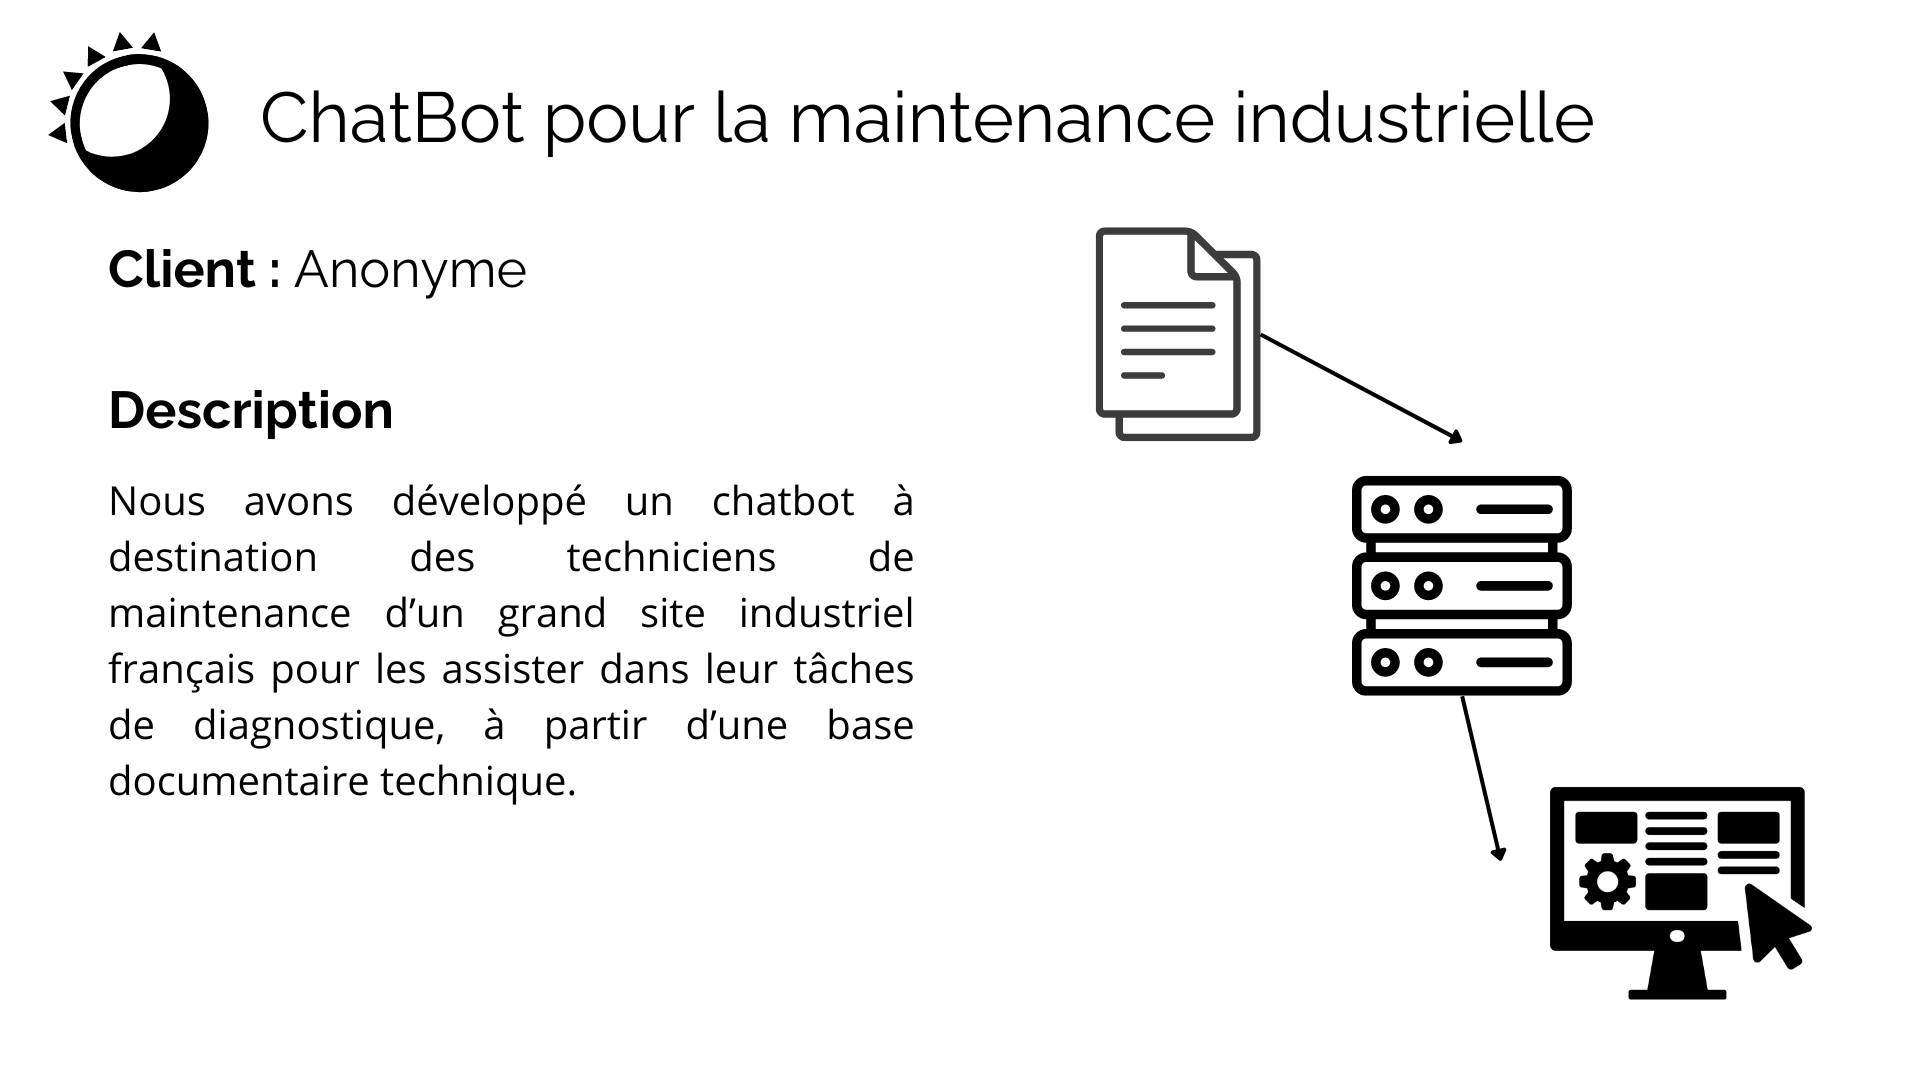 ChatBot pour la maintenance industrielle
Client : Anonyme
Description
Nous avons développé un chatbot à
destination des techniciens de
maintenance d’un grand site industriel
français pour les assister dans leur tâches
de diagnostique, à partir d’une base
documentaire technique.